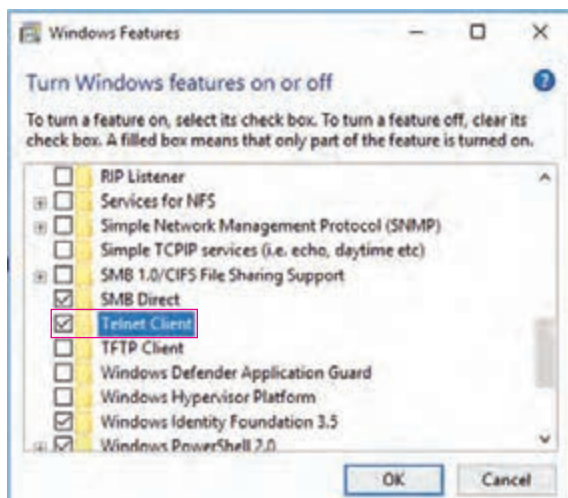 Windows Features
Turn Windows features on or off
?
To turn a feature on, select its check box. To turn a feature off, clear its
check box. A filled box means that only part of the feature is turned on.
RIP Listener
Services for NFS
Simple Network Management Protocol (SNMP)
Simple TCPIP services (i.e. echo, daytime etc)
SMB 1.0/CIFS File Sharing Support
SMB Direct
Telnet Client
TFTP Client
Windows Defender Application Guard
Windows Hypervisor Platform
Windows Identity Foundation 3.5
Windows PowerShell 2.0
OK Cancel